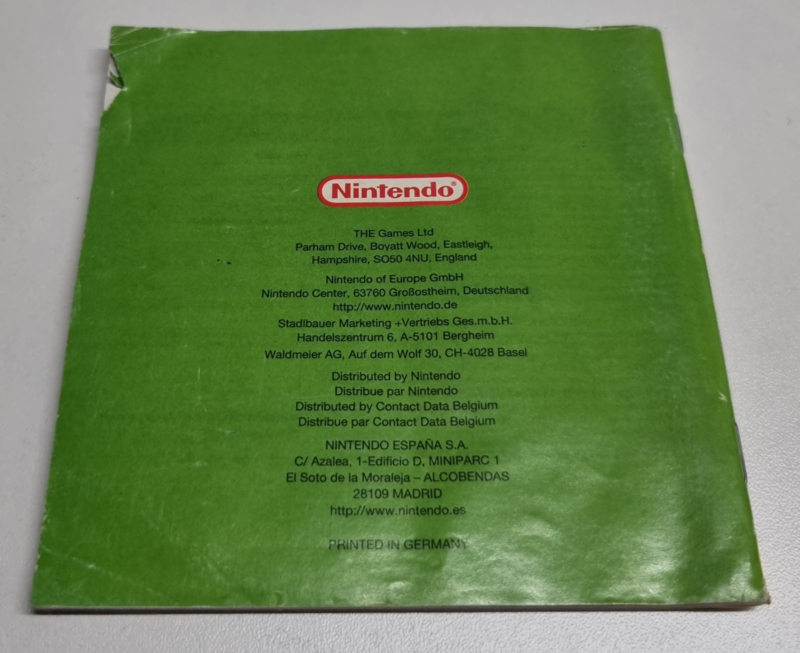 Nintendo®
THE Games Ltd
Parham Drive, Boyatt Wood, Eastleigh,
Hampshire, SO50 4NU, England
Nintendo of Europe GmbH
Nintendo Center, 63760 Großostheim, Deutschland
http://www.nintendo.de
Stadlbauer Marketing +Vertriebs Ges.m.b.H.
Handelszentrum 6, A-5101 Bergheim
Waldmeier AG, Auf dem Wolf 30, CH-4028 Basel
Distributed by Nintendo
Distribue par Nintendo
Distributed by Contact Data Belgium
Distribue par Contact Data Belgium
NINTENDO ESPAÑA S.A.
C/ Azalea, 1-Edificio D, MINIPARC 1
El Soto de la Moraleja – ALCOBENDAS
28109 MADRID
http://www.nintendo.es
PRINTED IN GERMANY